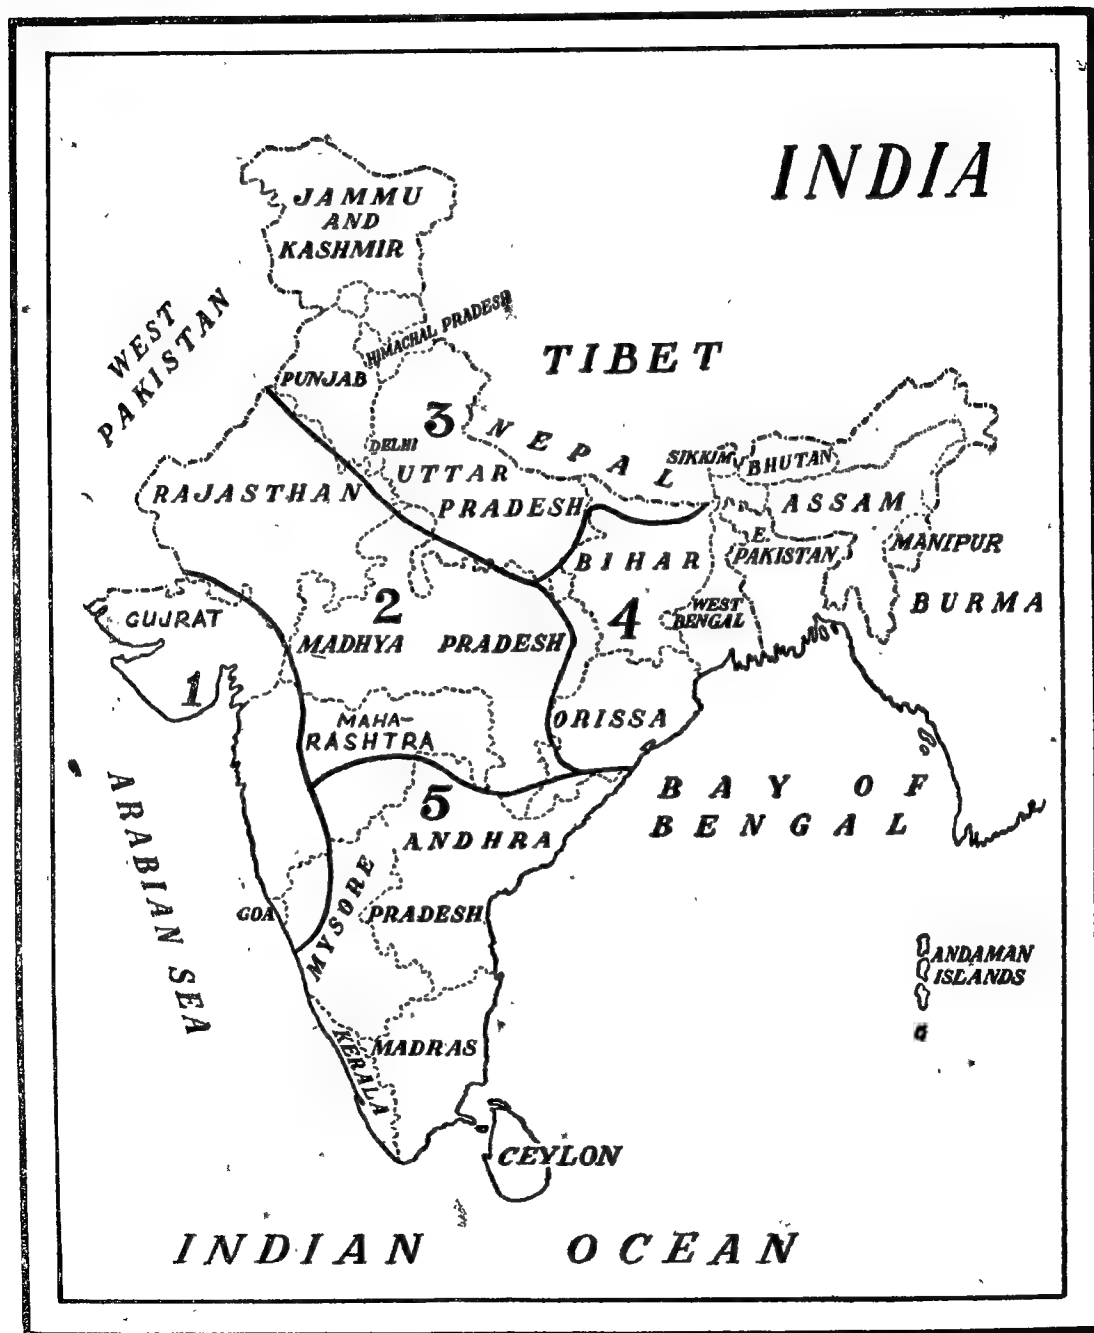 INDIA
JAMMU
AND
KASHMIR
WEST
PAKISTAN
HIMACHAL PRADESH
TIBET
PUNJAB
3
NEPAL
DELHI
SIKKIM
BHUTAN
UTTAR
PRADESH
RAJASTHAN
ASSAM
E.
PAKISTAN
MANIPUR
BIHAR
BURMA
GUJRAT
2
4
WEST
BENGAL
MADHYA PRADESH
1
MAHA-
RASHTRA
ORISSA
BAY OF
BENGAL
5
ANDHRA
PRADESH
ARABIAN SEA
MYSORE
GOA
ANDAMAN
ISLANDS
KERALA
MADRAS
CEYLON
INDIAN OCEAN